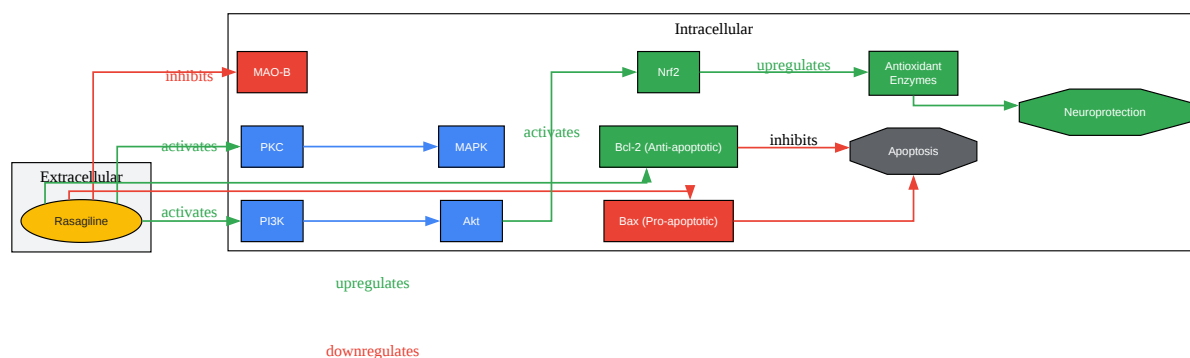 Intracellular
inhibits
MAO-B
Nrf2
upregulates
Antioxidant
Enzymes
Neuroprotection
activates
activates
PKC
MAPK
Bcl-2 (Anti-apoptotic)
inhibits
Apoptosis
Extracellular
Rasagiline
activates
PI3K
Akt
Bax (Pro-apoptotic)
upregulates
downregulates